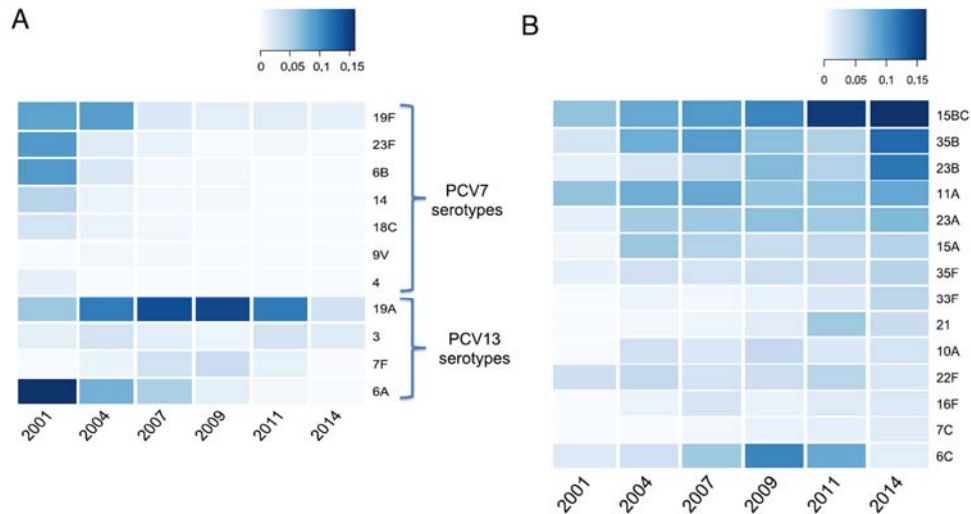 A
0 0,05 0,1 0,15
19F
23F
6B
14
18C
9V
4
PCV7
serotypes
19A
3
7F
6A
PCV13
serotypes
2001 2004 2007 2009 2011 2014
B
0 0,05 0,1 0,15
15BC
35B
23B
11A
23A
15A
35F
33F
21
10A
22F
16F
7C
6C
2001 2004 2007 2009 2011 2014